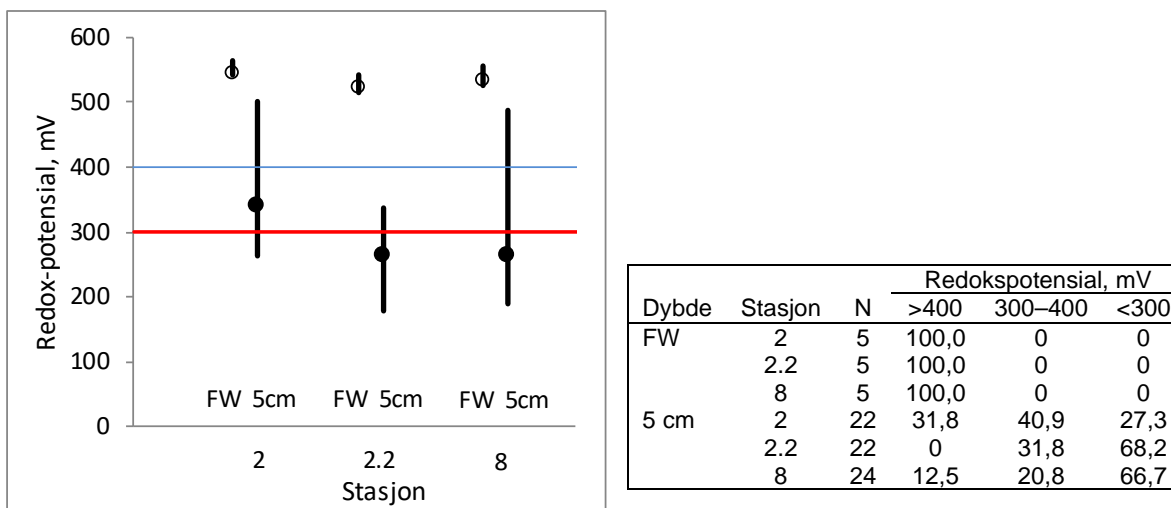 600
500
400
300
200
100
0
Redox-potensial, mV
FW 5cm FW 5cm FW 5cm
2 2.2 8
Stasjon
Redokspotensial, mV
Dybde Stasjon N >400 300–400 <300
FW 2 5 100,0 0 0
2.2 5 100,0 0 0
8 5 100,0 0 0
5 cm 2 22 31,8 40,9 27,3
2.2 22 0 31,8 68,2
8 24 12,5 20,8 66,7